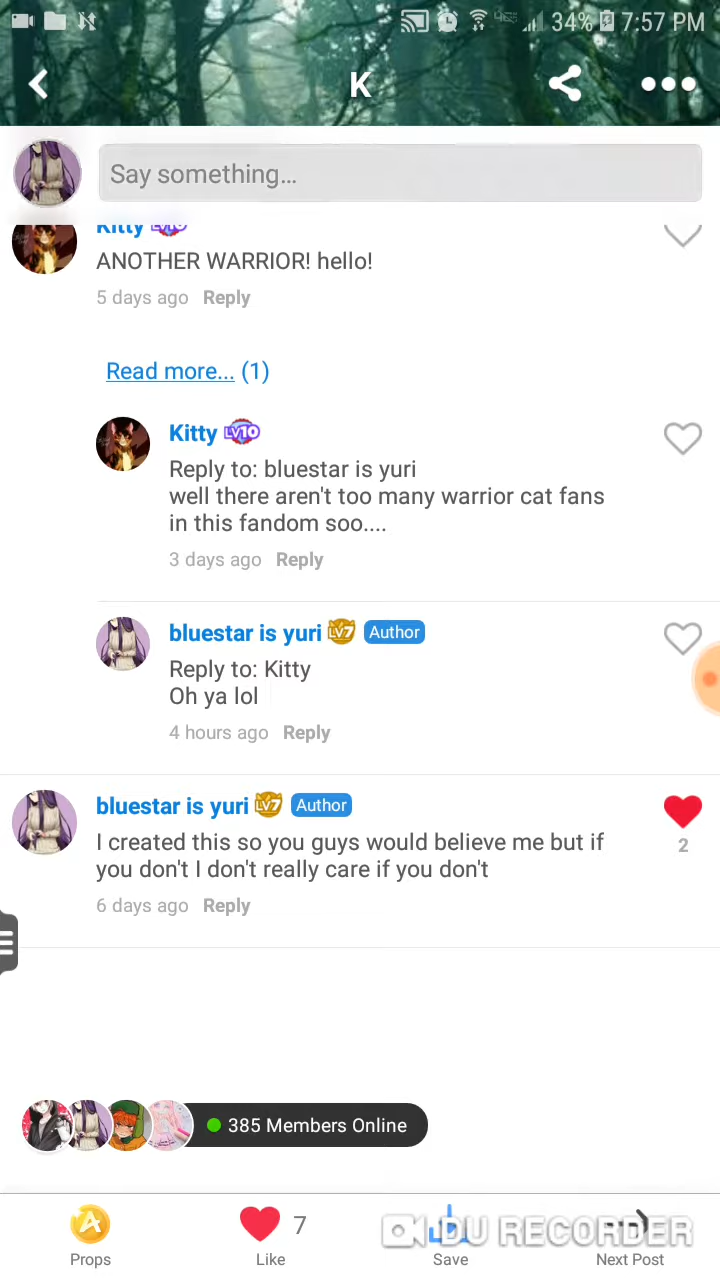 34% 7:57 PM
K
Say something...
Kitty LV10
ANOTHER WARRIOR! hello!
5 days ago Reply
Read more... (1)
Kitty LV10
Reply to: bluestar is yuri
well there aren't too many warrior cat fans
in this fandom soo....
3 days ago Reply
bluestar is yuri LV7 Author
Reply to: Kitty
Oh ya lol
4 hours ago Reply
bluestar is yuri LV7 Author
I created this so you guys would believe me but if
you don't I don't really care if you don't
2
6 days ago Reply
385 Members Online
7
DU RECORDER
Props Like Save Next Post